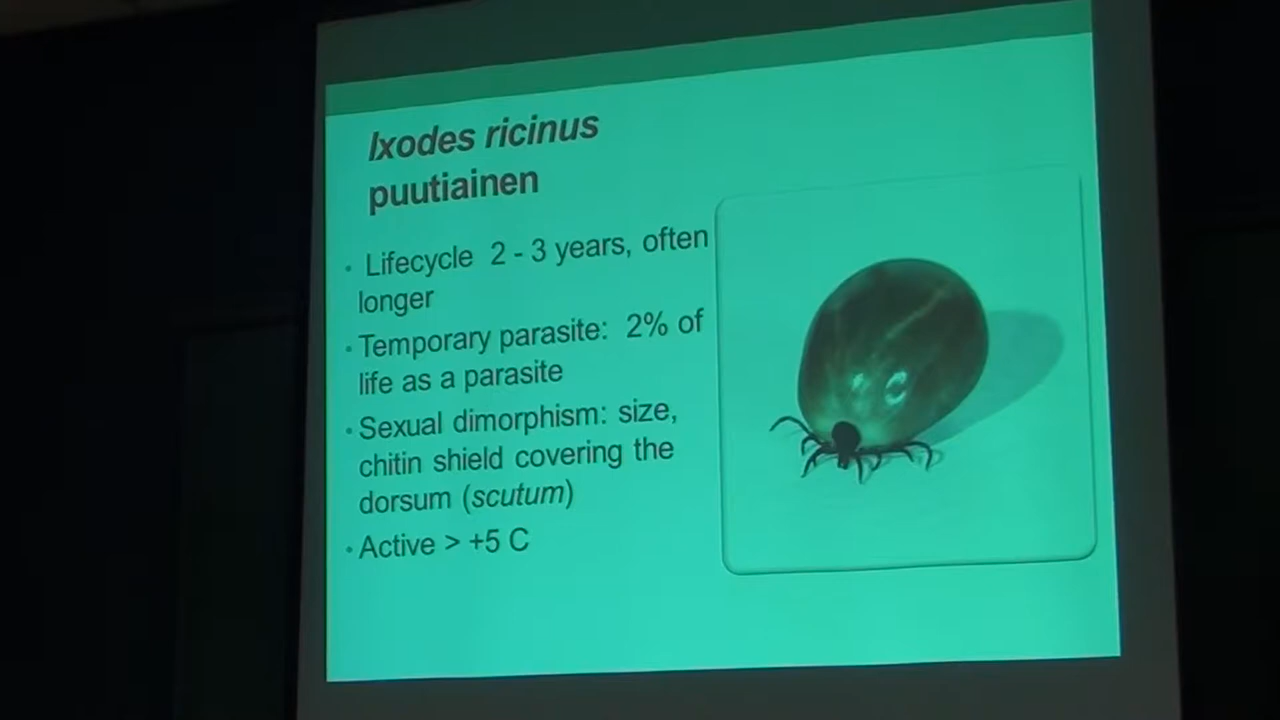 Ixodes ricinus
puutiainen
• Lifecycle 2 - 3 years, often
longer
• Temporary parasite: 2% of
life as a parasite
• Sexual dimorphism: size,
chitin shield covering the
dorsum (scutum)
• Active > +5 C